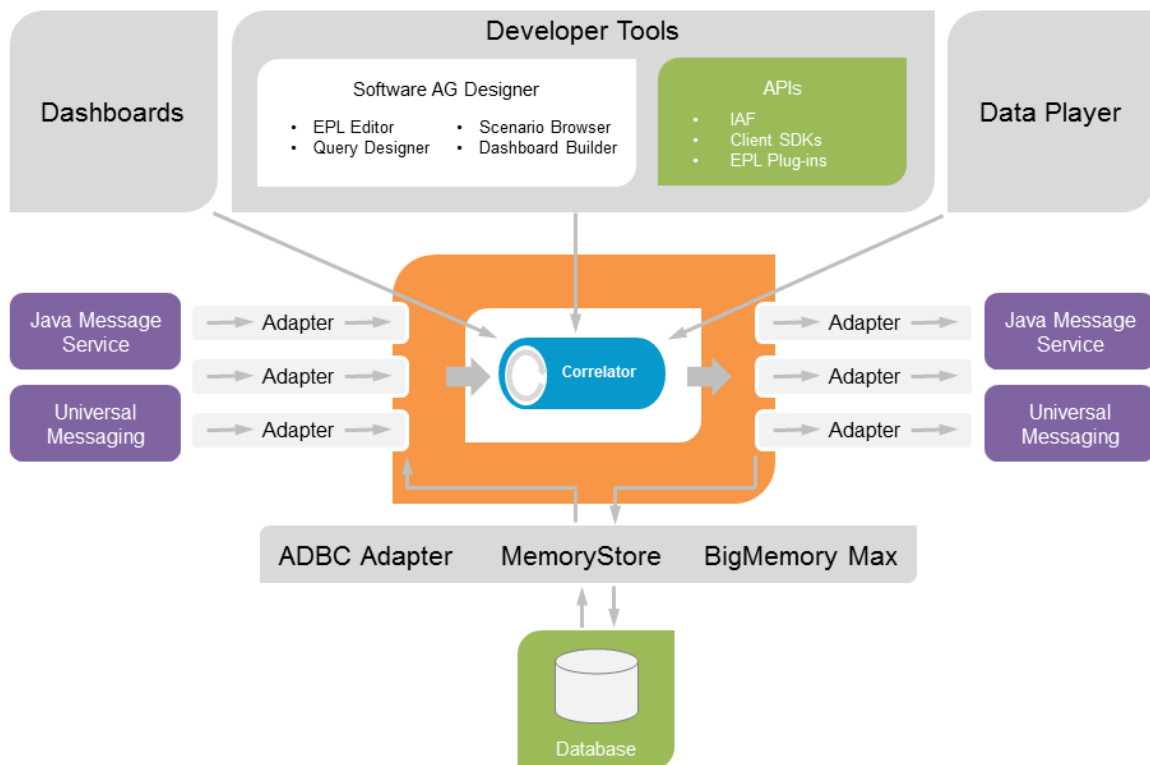 Developer Tools
Dashboards
Software AG Designer
• EPL Editor
• Query Designer
• Scenario Browser
• Dashboard Builder
APIs
• IAF
• Client SDKs
• EPL Plug-ins
Data Player
Java Message
Service
Universal
Messaging
Adapter
Adapter
Adapter
Correlator
Adapter
Adapter
Adapter
Java Message
Service
Universal
Messaging
ADBC Adapter
MemoryStore
BigMemory Max
Database